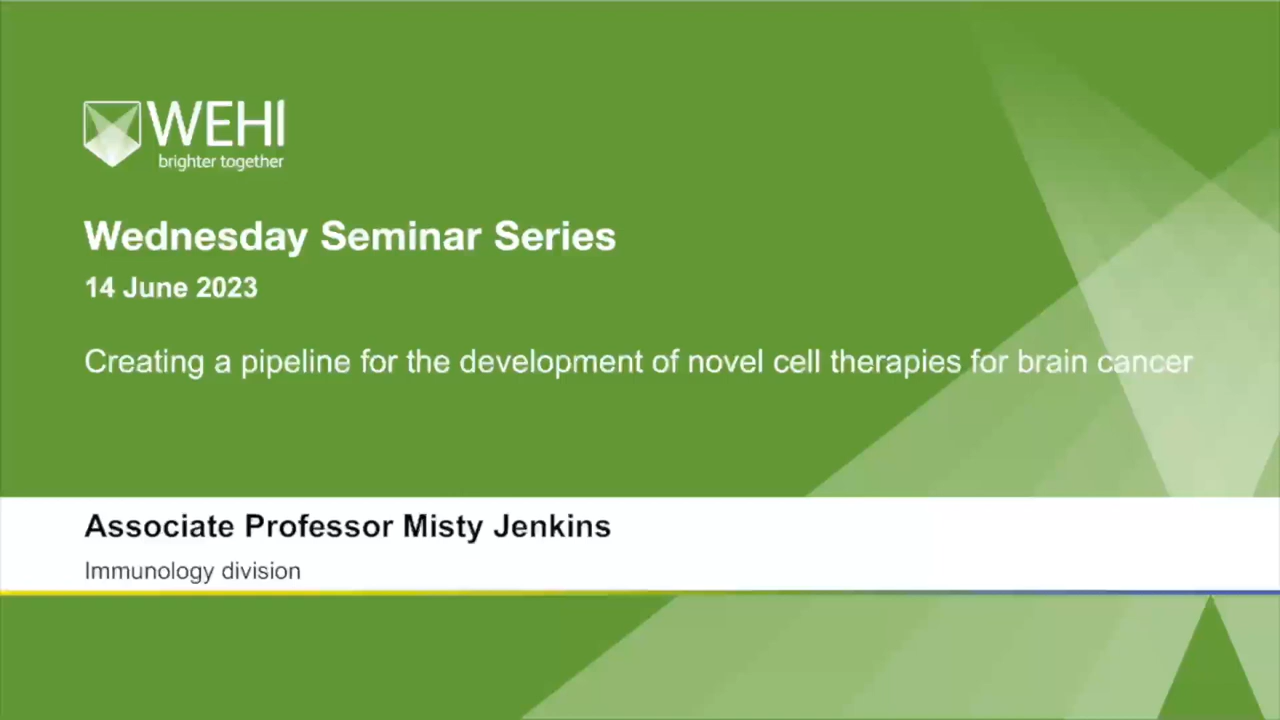 WEHI
brighter together
Wednesday Seminar Series
14 June 2023
Creating a pipeline for the development of novel cell therapies for brain cancer
Associate Professor Misty Jenkins
Immunology division